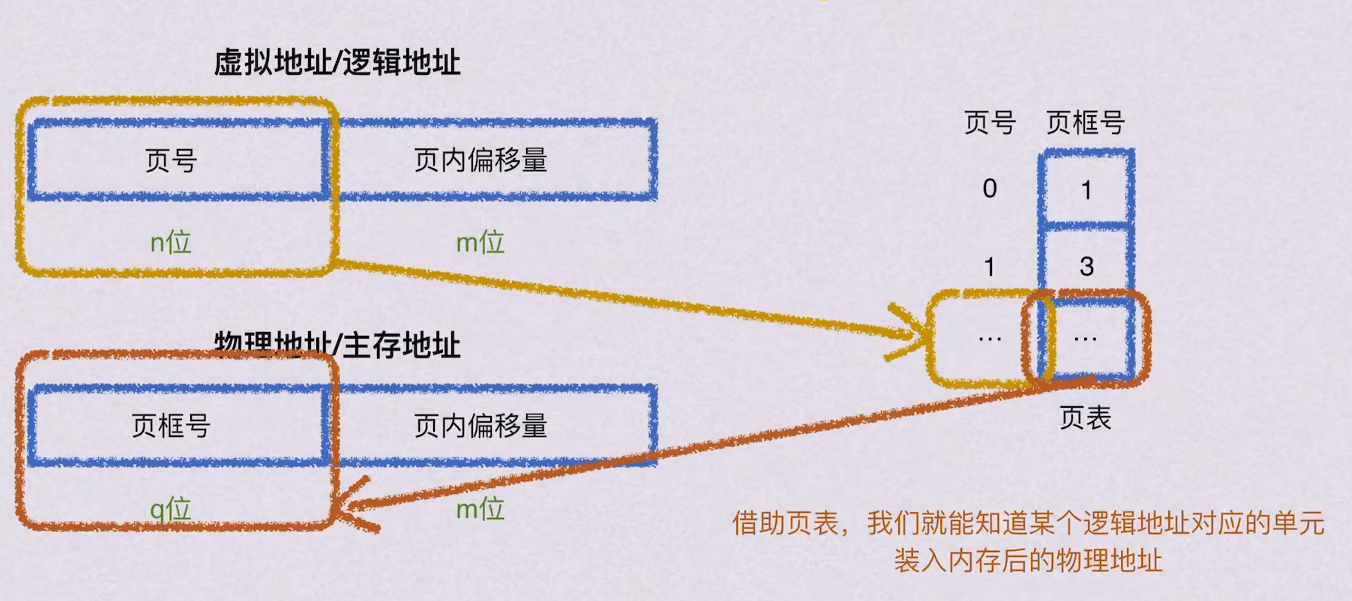 虚拟地址/逻辑地址
页号 页内偏移量
n位 m位
物理地址/主存地址
页框号 页内偏移量
q位 m位
页号 页框号
0 1
1 3
… …
页表
借助页表，我们就能知道某个逻辑地址对应的单元
装入内存后的物理地址